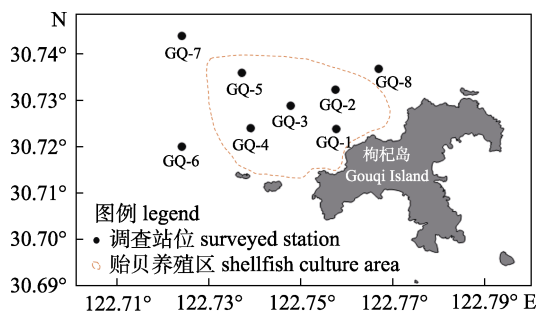 N
30.74°
30.73°
30.72°
30.71°
30.70°
30.69°
GQ-7
GQ-5
GQ-8
GQ-2
GQ-3
GQ-4
GQ-1
GQ-6
枸杞岛
Gouqi Island
图例 legend
调查站位 surveyed station
贻贝养殖区 shellfish culture area
122.71° 122.73° 122.75° 122.77° 122.79° E